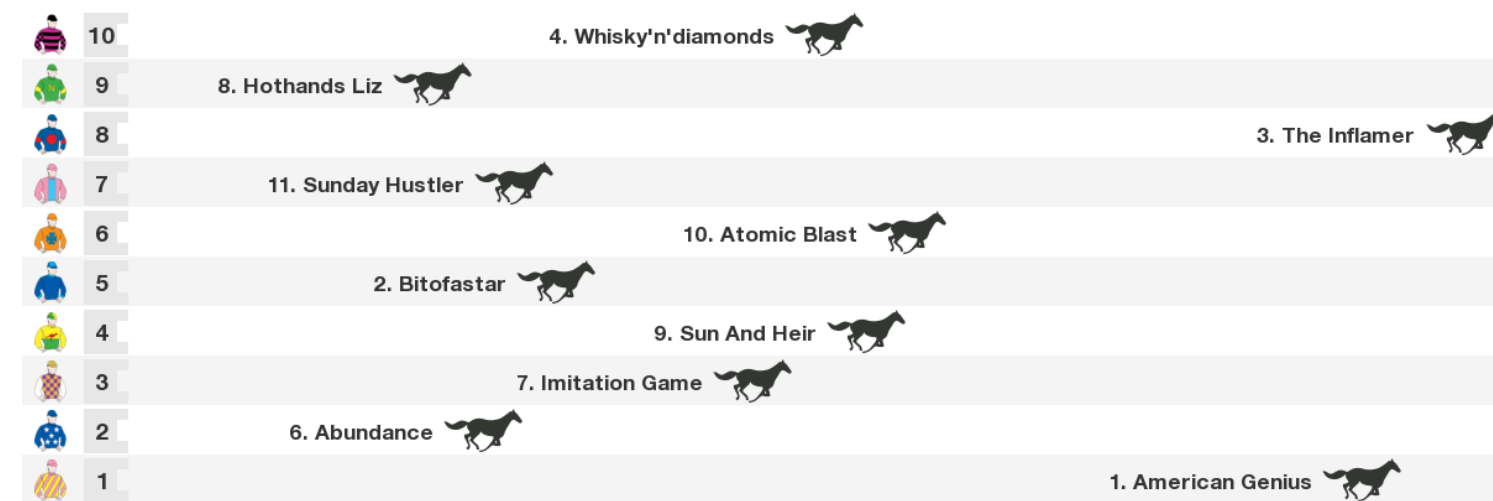 10 4. Whisky'n'diamonds
9 8. Hothands Liz
8 3. The Inflamer
7 11. Sunday Hustler
6 10. Atomic Blast
5 2. Bitofastar
4 9. Sun And Heir
3 7. Imitation Game
2 6. Abundance
1 1. American Genius